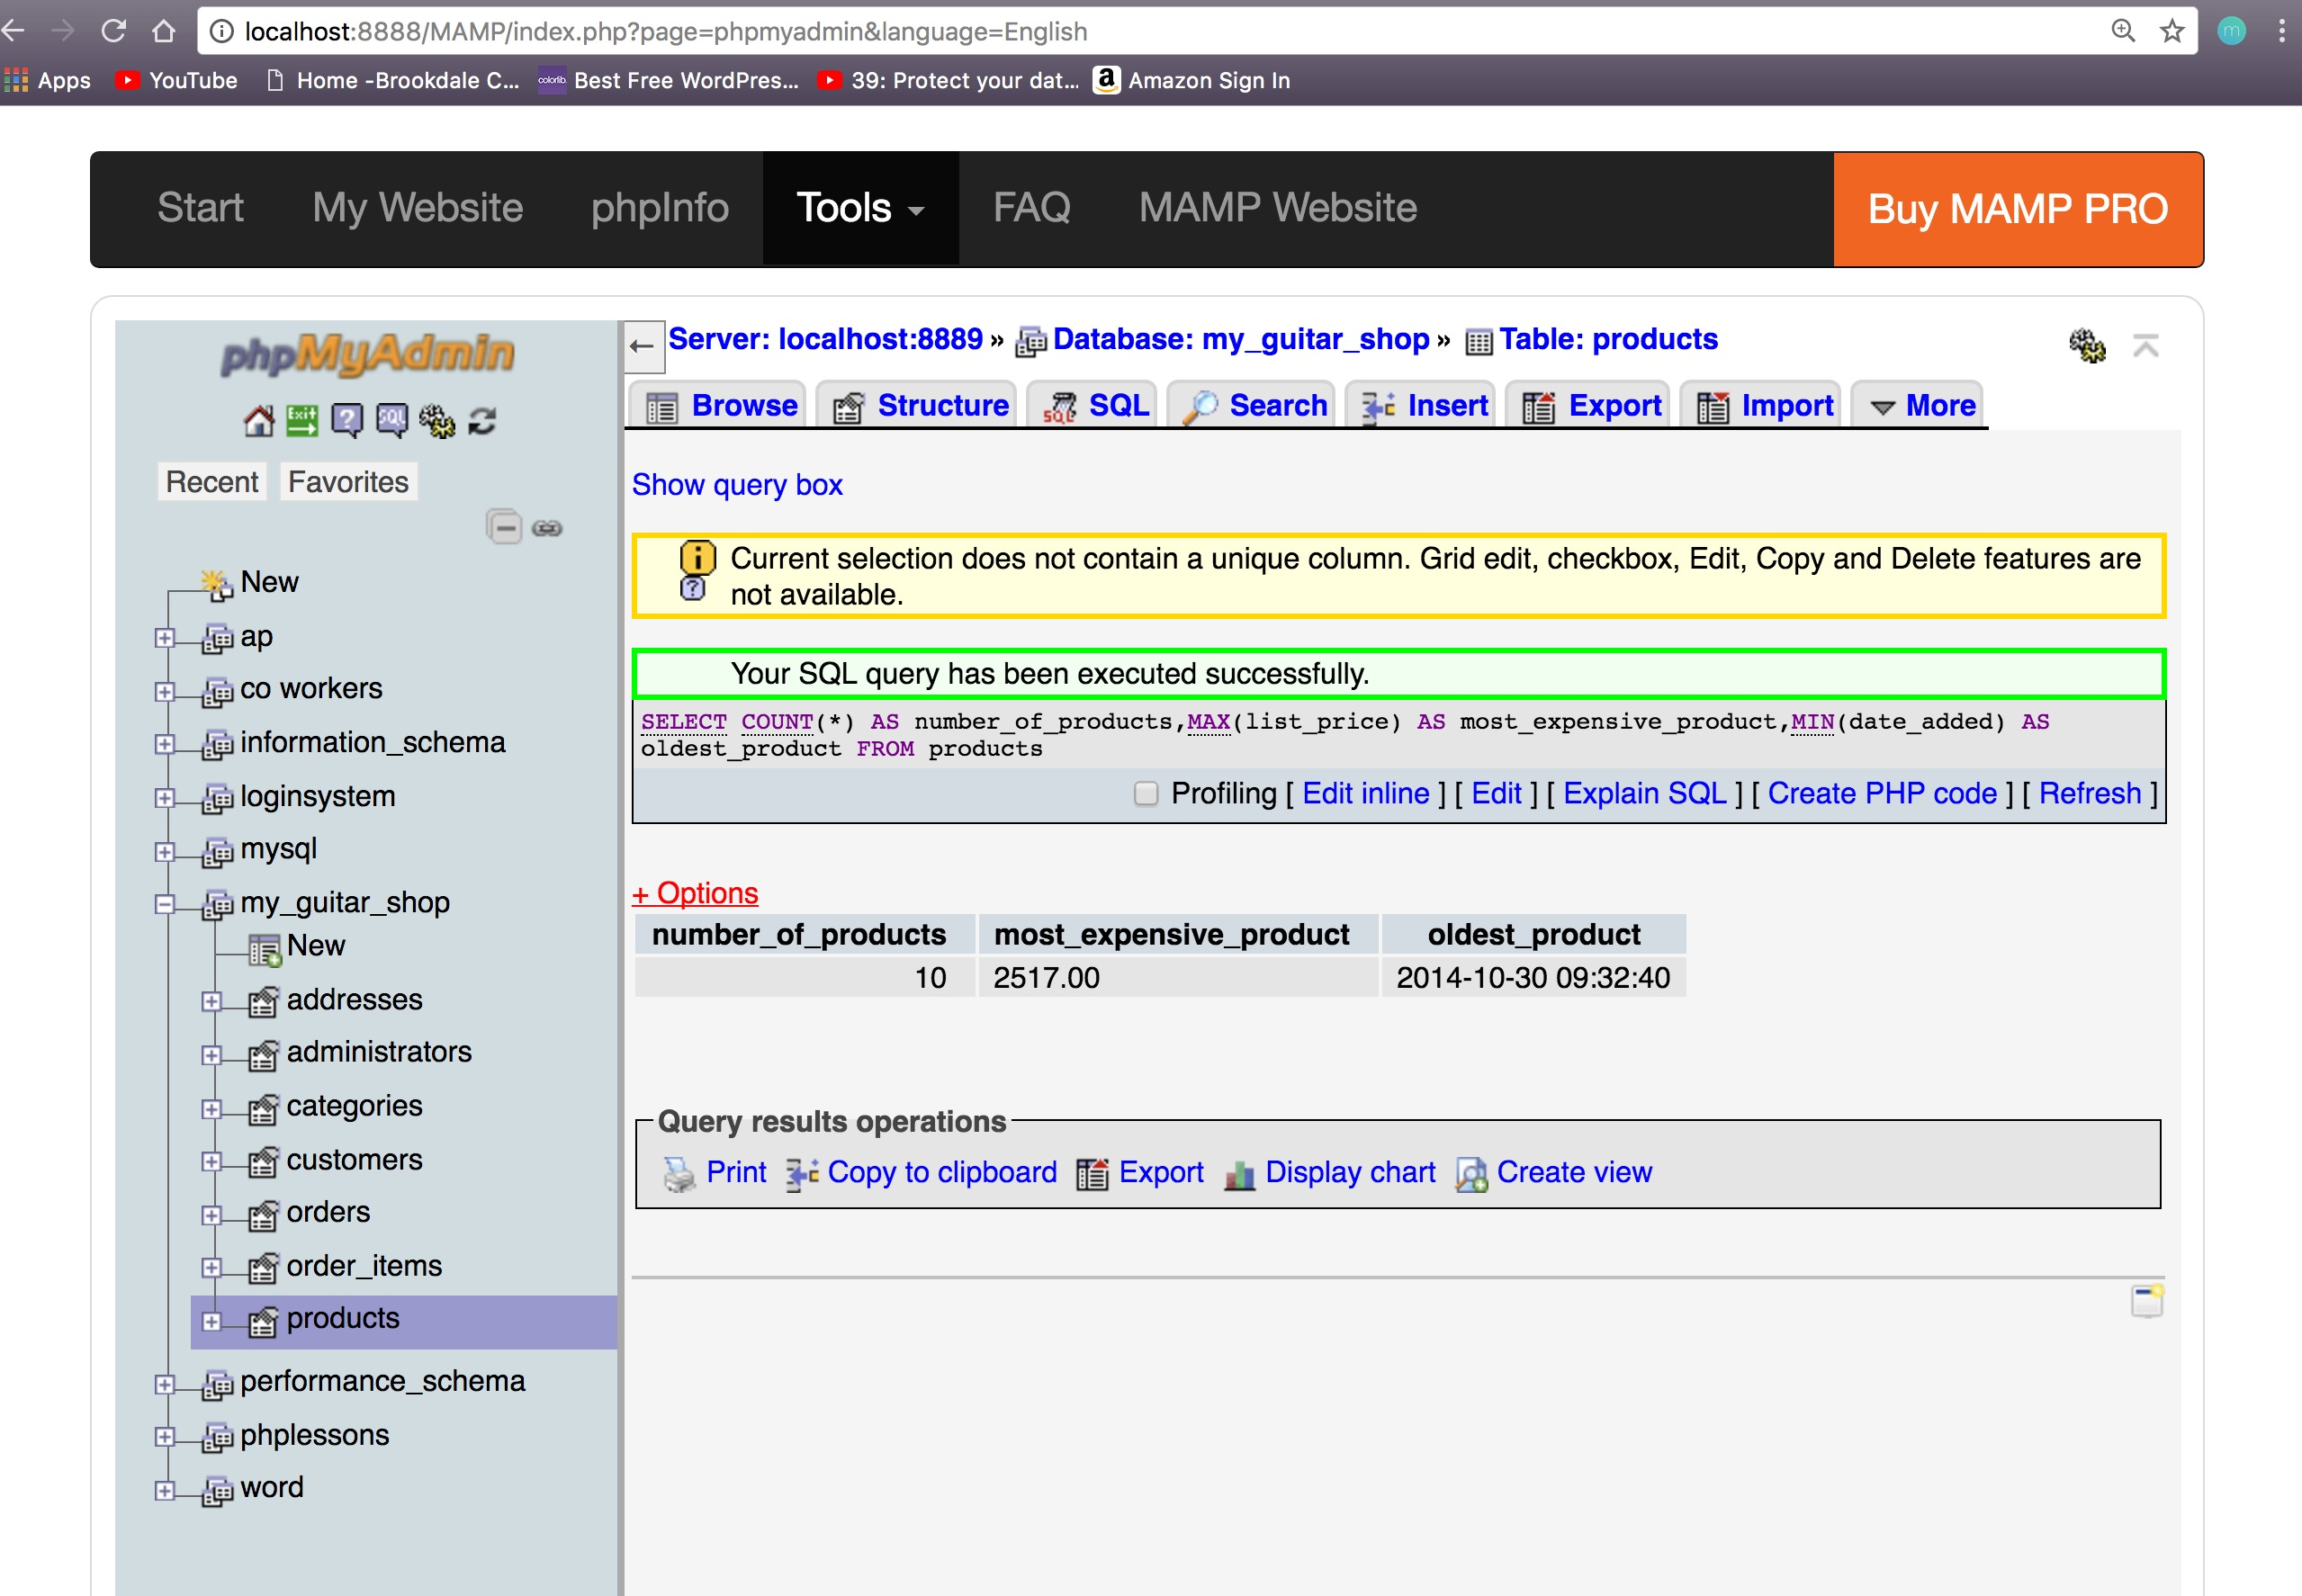 localhost:8888/MAMP/index.php?page=phpmyadmin&language=English
m
Apps YouTube Home -Brookdale C... colorlib. Best Free WordPres... 39: Protect your dat... a Amazon Sign In
Start My Website phpInfo Tools FAQ MAMP Website Buy MAMP PRO
phpMyAdmin
Exit ? SQL
Recent Favorites
New
ap
co workers
information_schema
loginsystem
mysql
my_guitar_shop
New
addresses
administrators
categories
customers
orders
order_items
products
performance_schema
phplessons
word
Server: localhost:8889 » Database: my_guitar_shop » Table: products
Browse Structure SQL Search Insert Export Import More
Show query box
Current selection does not contain a unique column. Grid edit, checkbox, Edit, Copy and Delete features are
not available.
Your SQL query has been executed successfully.
SELECT COUNT(*) AS number_of_products,MAX(list_price) AS most_expensive_product,MIN(date_added) AS
oldest_product FROM products
Profiling [ Edit inline ] [ Edit ] [ Explain SQL ] [ Create PHP code ] [ Refresh ]
+ Options
number_of_products most_expensive_product oldest_product
10 2517.00 2014-10-30 09:32:40
Query results operations
Print Copy to clipboard Export Display chart Create view